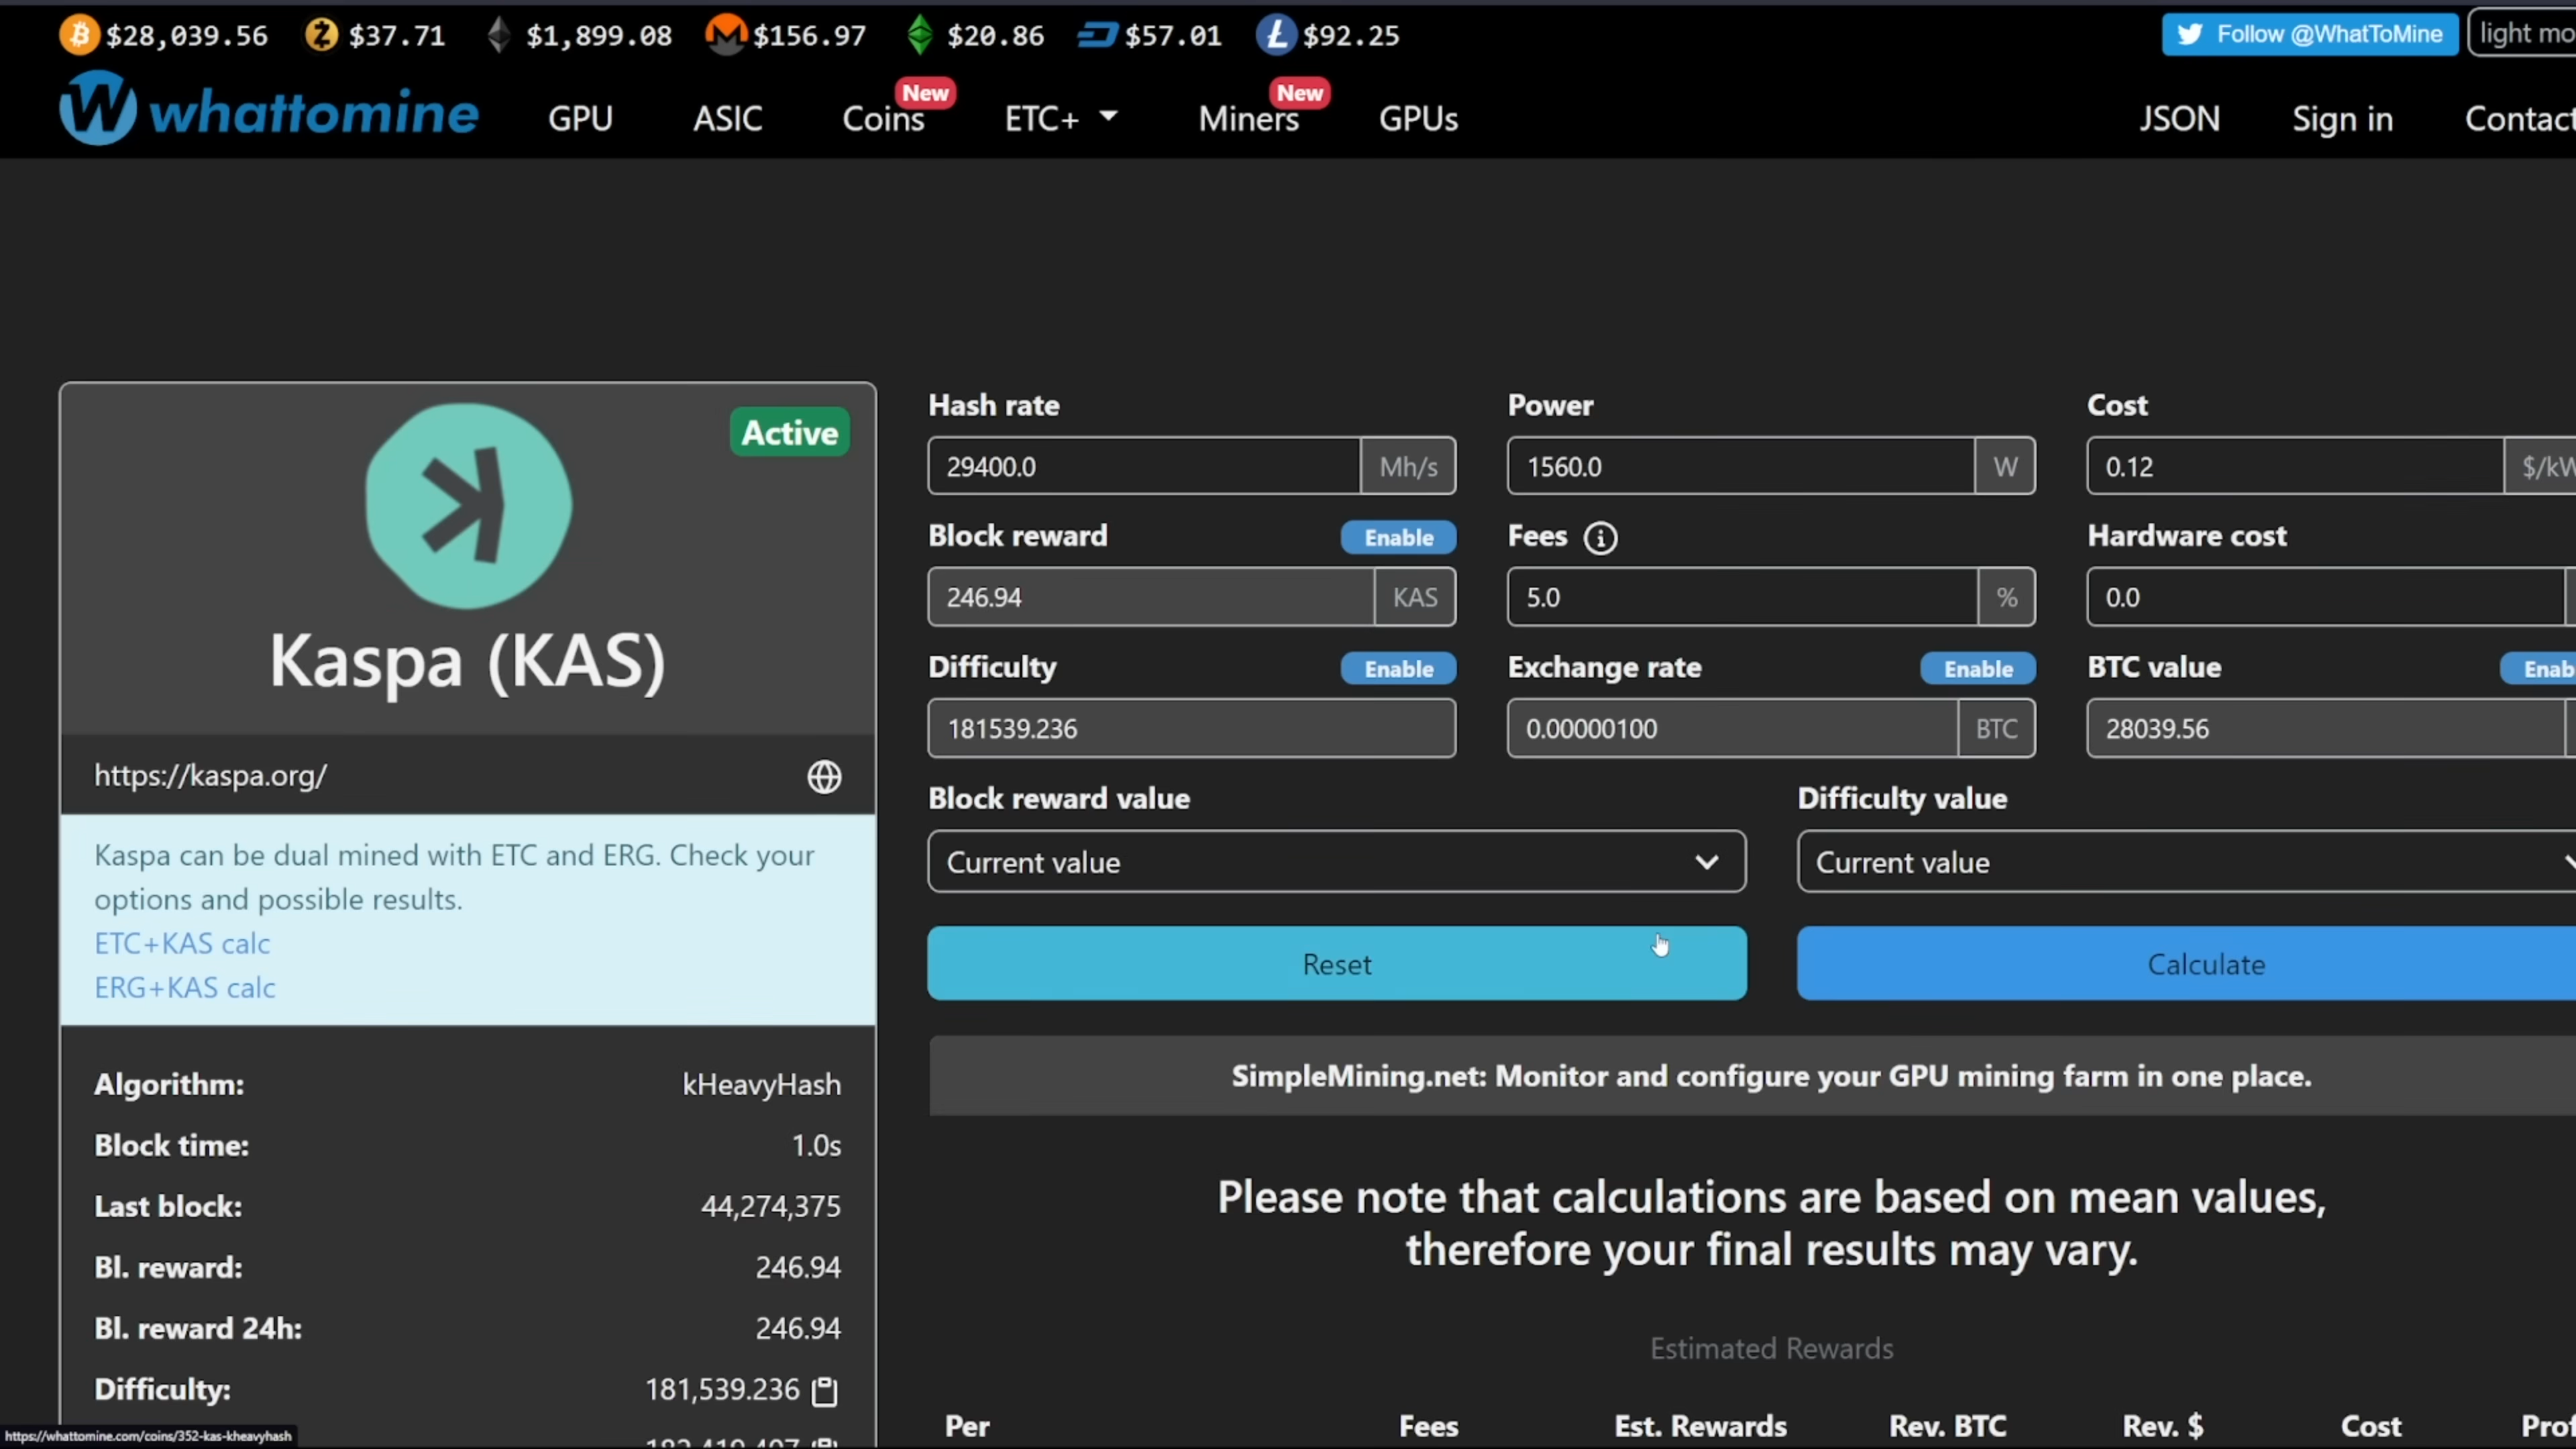 $28,039.56 $37.71 $1,899.08 $156.97 $20.86 $57.01 $92.25 Follow @WhatToMine light mo
whattomine GPU ASIC Coins New ETC+ Miners New GPUs JSON Sign in Contact
Active
Kaspa (KAS)
https://kaspa.org/
Kaspa can be dual mined with ETC and ERG. Check your
options and possible results.
ETC+KAS calc
ERG+KAS calc
Algorithm: kHeavyHash
Block time: 1.0s
Last block: 44,274,375
Bl. reward: 246.94
Bl. reward 24h: 246.94
Difficulty: 181,539.236
Hash rate Power Cost
29400.0 Mh/s 1560.0 W 0.12 $/kW
Block reward Enable Fees Hardware cost
246.94 KAS 5.0 % 0.0
Difficulty Enable Exchange rate Enable BTC value Enab
181539.236 0.00000100 BTC 28039.56
Block reward value Difficulty value
Current value Current value
Reset Calculate
SimpleMining.net: Monitor and configure your GPU mining farm in one place.
Please note that calculations are based on mean values,
therefore your final results may vary.
Estimated Rewards
Per Fees Est. Rewards Rev. BTC Rev. $ Cost Prof
https://whattomine.com/coins/352-kas-kheavyhash